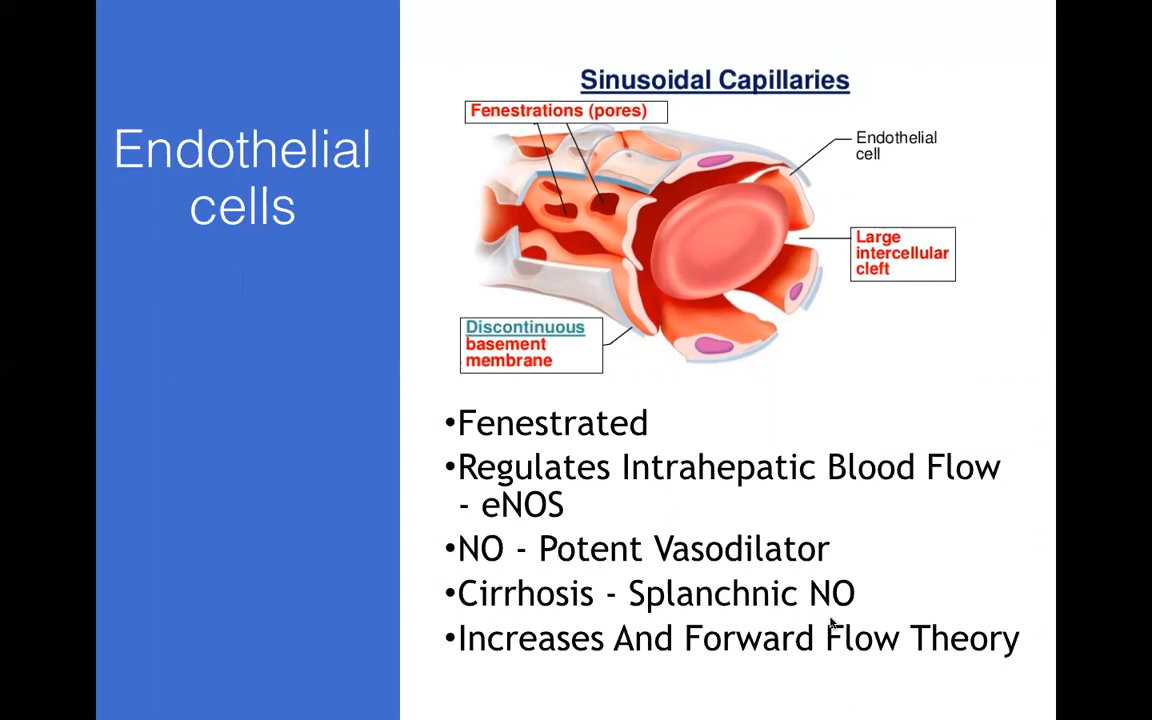 Endothelial
cells
Sinusoidal Capillaries
Fenestrations (pores)
Endothelial
cell
Large
intercellular
cleft
Discontinuous
basement
membrane
•Fenestrated
•Regulates Intrahepatic Blood Flow
- eNOS
•NO - Potent Vasodilator
•Cirrhosis - Splanchnic NO
•Increases And Forward Flow Theory